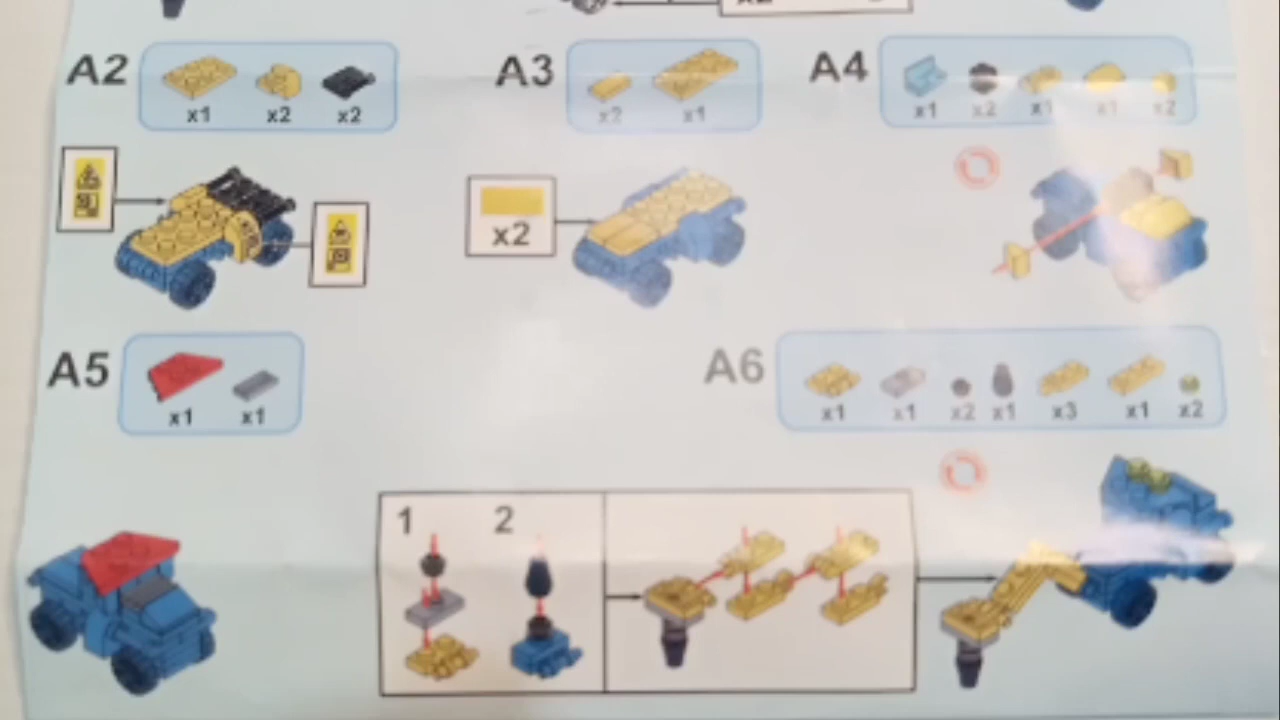 A2
x1 x2 x2
A3
x2 x1
A4
x1 x2 x1 x1 x2
x2
A5
x1 x1
A6
x1 x1 x2 x1 x3 x1 x2
1 2